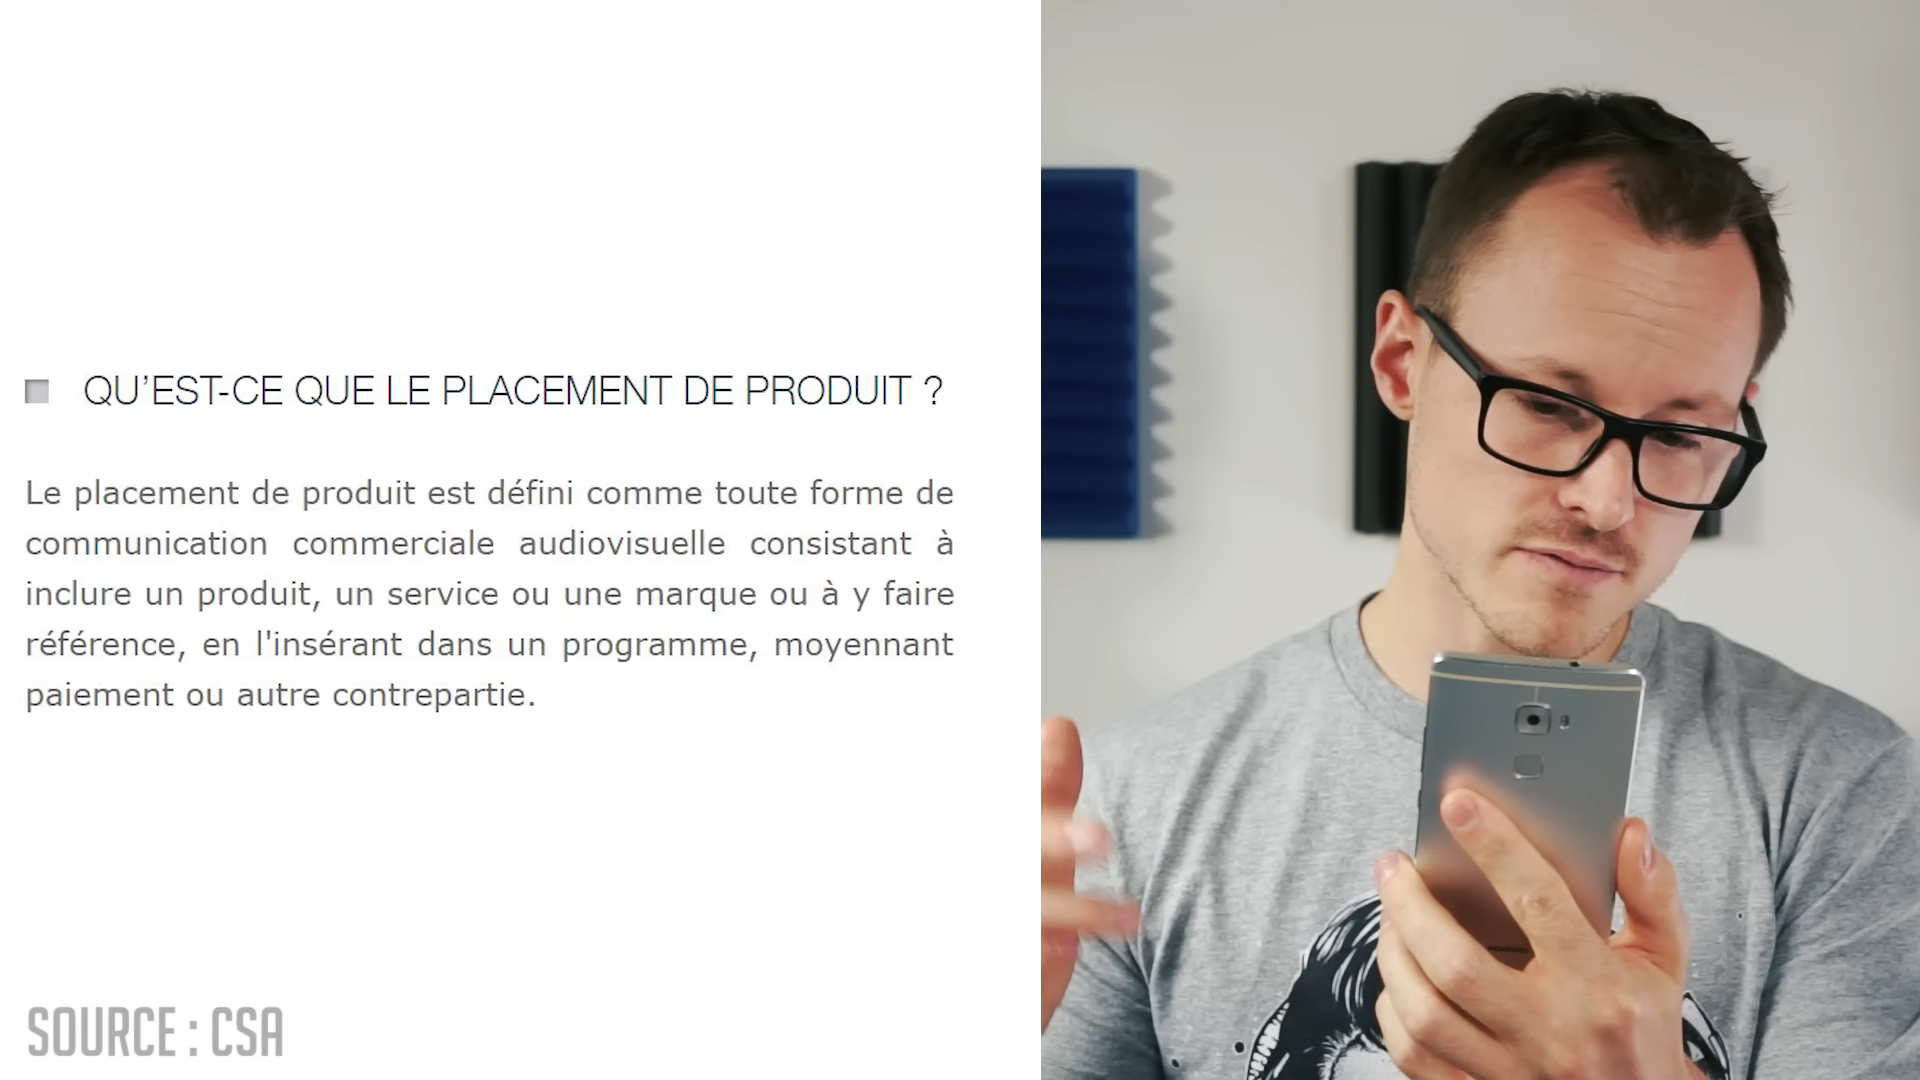 QU’EST-CE QUE LE PLACEMENT DE PRODUIT ?
Le placement de produit est défini comme toute forme de
communication commerciale audiovisuelle consistant à
inclure un produit, un service ou une marque ou à y faire
référence, en l'insérant dans un programme, moyennant
paiement ou autre contrepartie.
SOURCE : CSA